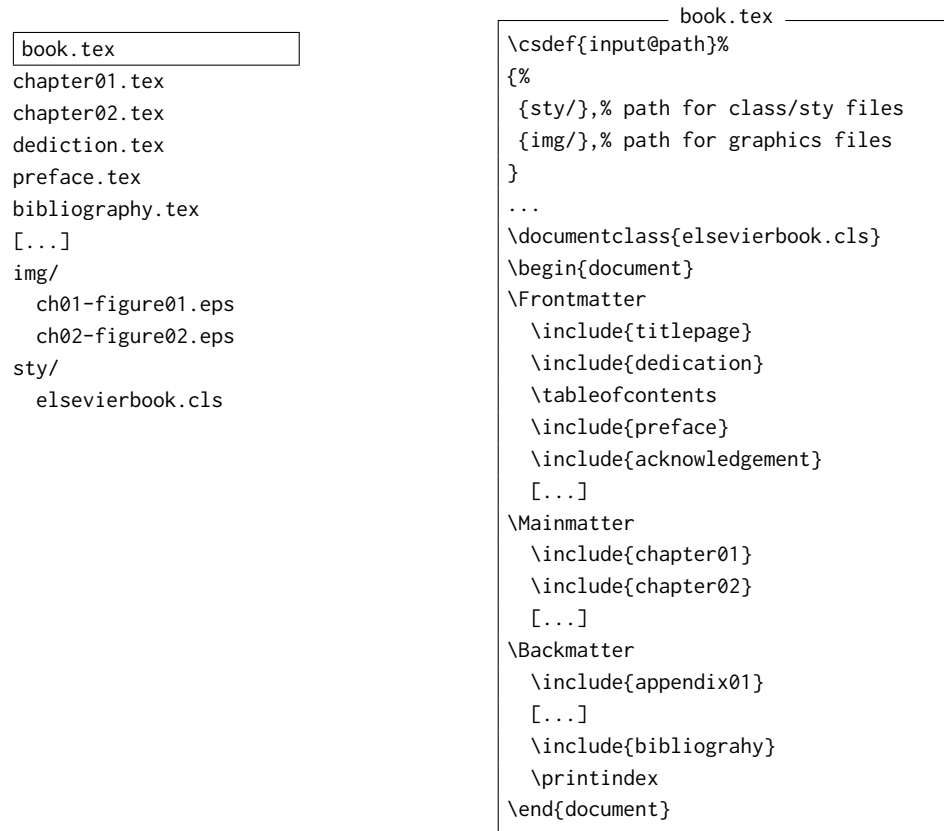 book.tex
chapter01.tex
chapter02.tex
dediction.tex
preface.tex
bibliography.tex
[...]
img/
  ch01-figure01.eps
  ch02-figure02.eps
sty/
  elsevierbook.cls
book.tex
\csdef{input@path}%
{%
 {sty/},% path for class/sty files
 {img/},% path for graphics files
}
...
\documentclass{elsevierbook.cls}
\begin{document}
\Frontmatter
  \include{titlepage}
  \include{dedication}
  \tableofcontents
  \include{preface}
  \include{acknowledgement}
  [...]
\Mainmatter
  \include{chapter01}
  \include{chapter02}
  [...]
\Backmatter
  \include{appendix01}
  [...]
  \include{bibliograhy}
  \printindex
\end{document}